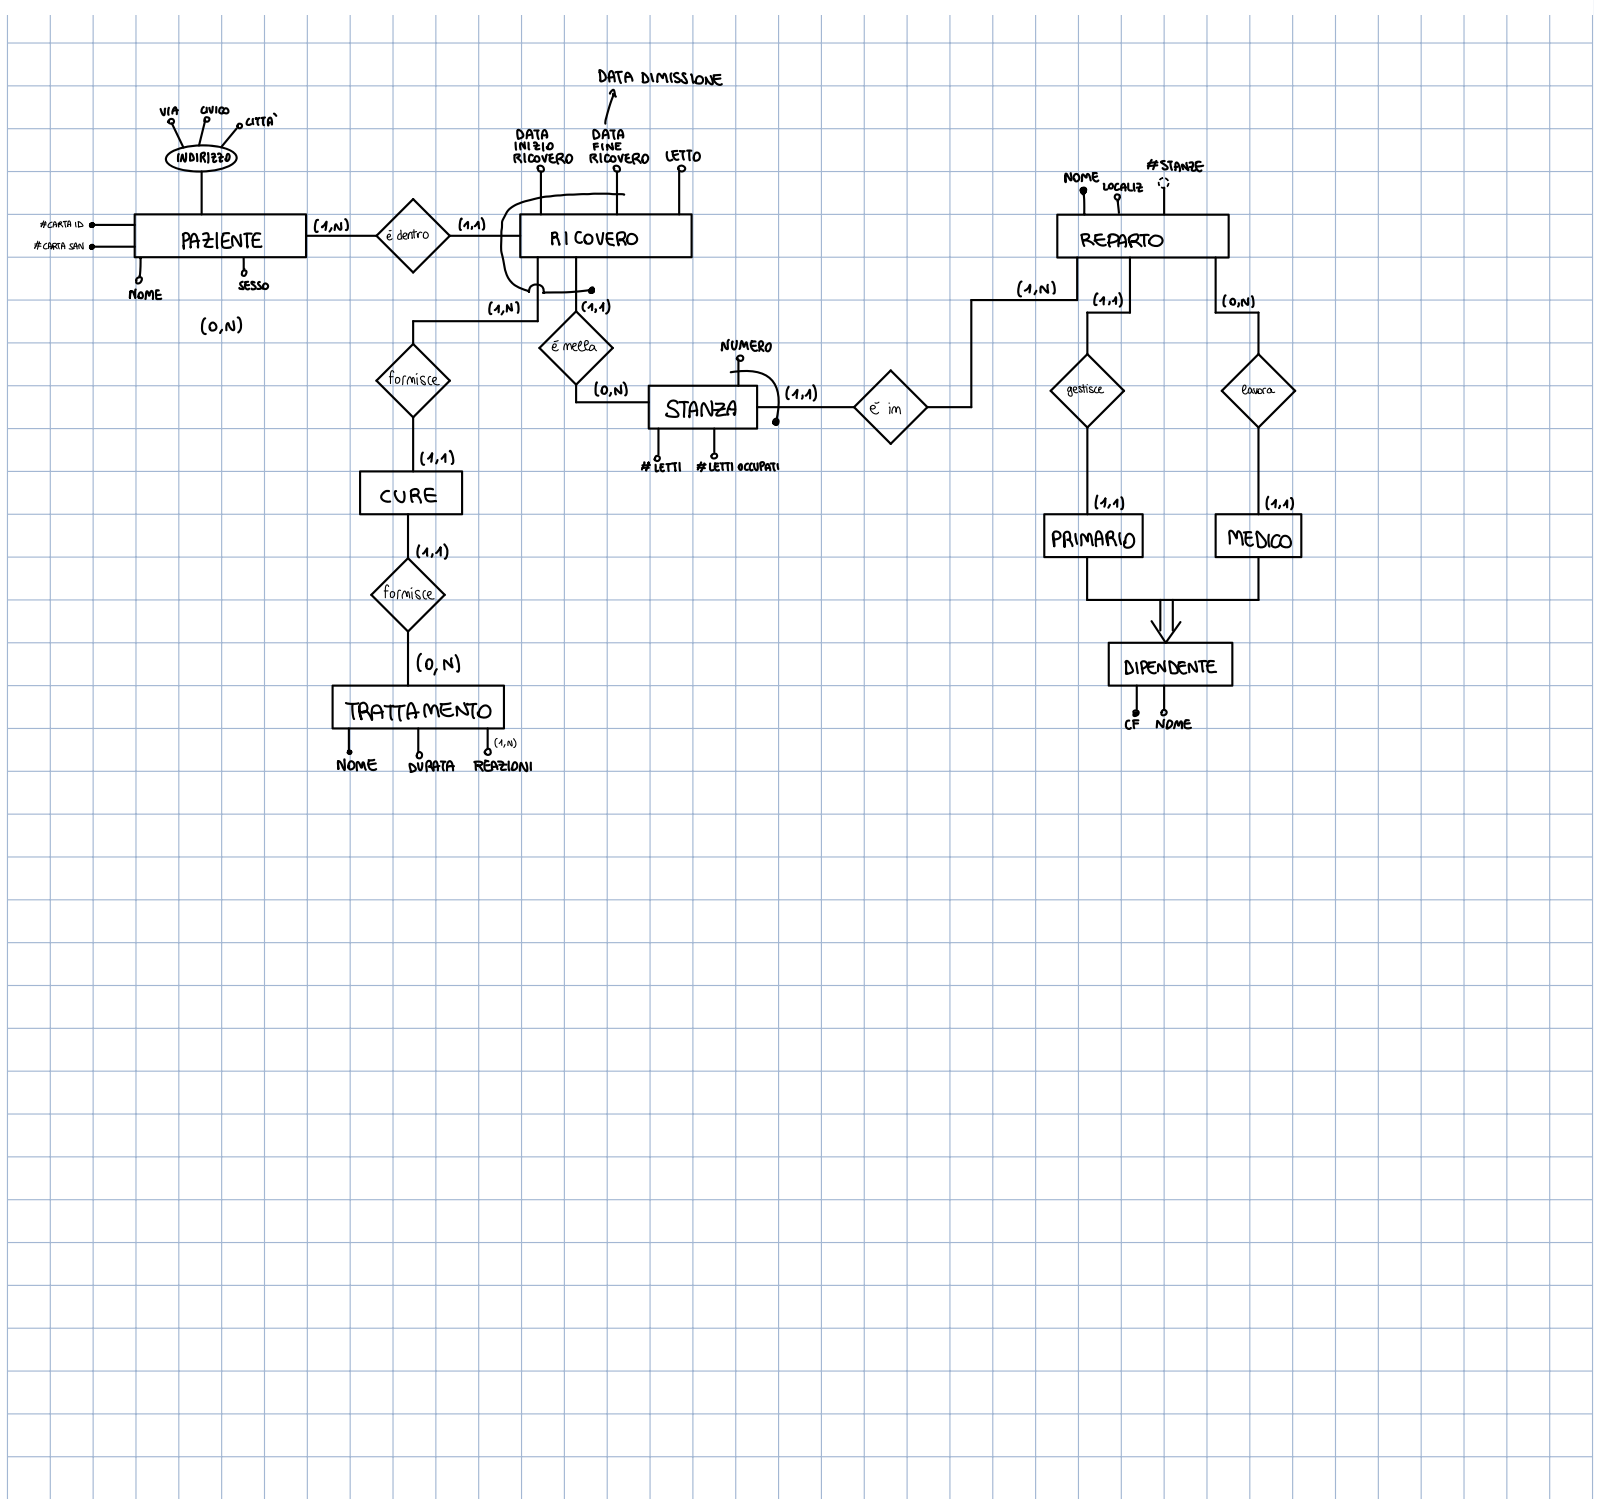 DATA DIMISSIONE
VIA
CIVICO
CITTA'
INDIRIZZO
DATA
INIZIO
RICOVERO
DATA
FINE
RICOVERO
LETTO
#STANZE
NOME
LOCALIZ
#CARTA ID
#CARTA SAN
PAZIENTE
(1,N)
é dentro
(1,1)
RICOVERO
REPARTO
NOME
SESSO
(0,N)
(1,N)
(1,1)
(1,N)
(1,1)
(0,N)
é nella
NUMERO
fornisce
(0,N)
STANZA
(1,1)
é in
gestisce
lavora
#LETTI
#LETTI OCCUPATI
(1,1)
CURE
(1,1)
(1,1)
PRIMARIO
MEDICO
(1,1)
fornisce
(0,N)
DIPENDENTE
TRATTAMENTO
CF
NOME
(1,N)
NOME
DURATA
REAZIONI